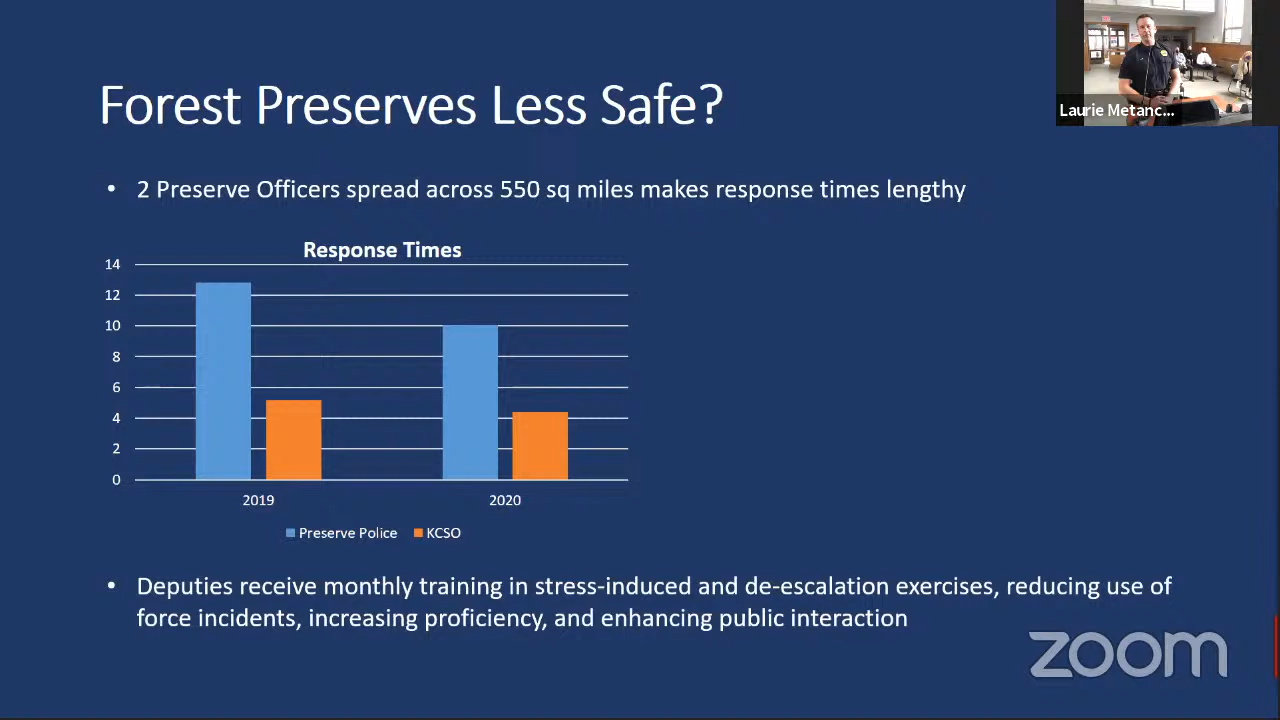 Laurie Metanc...
Forest Preserves Less Safe?
• 2 Preserve Officers spread across 550 sq miles makes response times lengthy
Response Times
14
12
10
8
6
4
2
0
2019 2020
Preserve Police KCSO
• Deputies receive monthly training in stress-induced and de-escalation exercises, reducing use of
force incidents, increasing proficiency, and enhancing public interaction
zoom